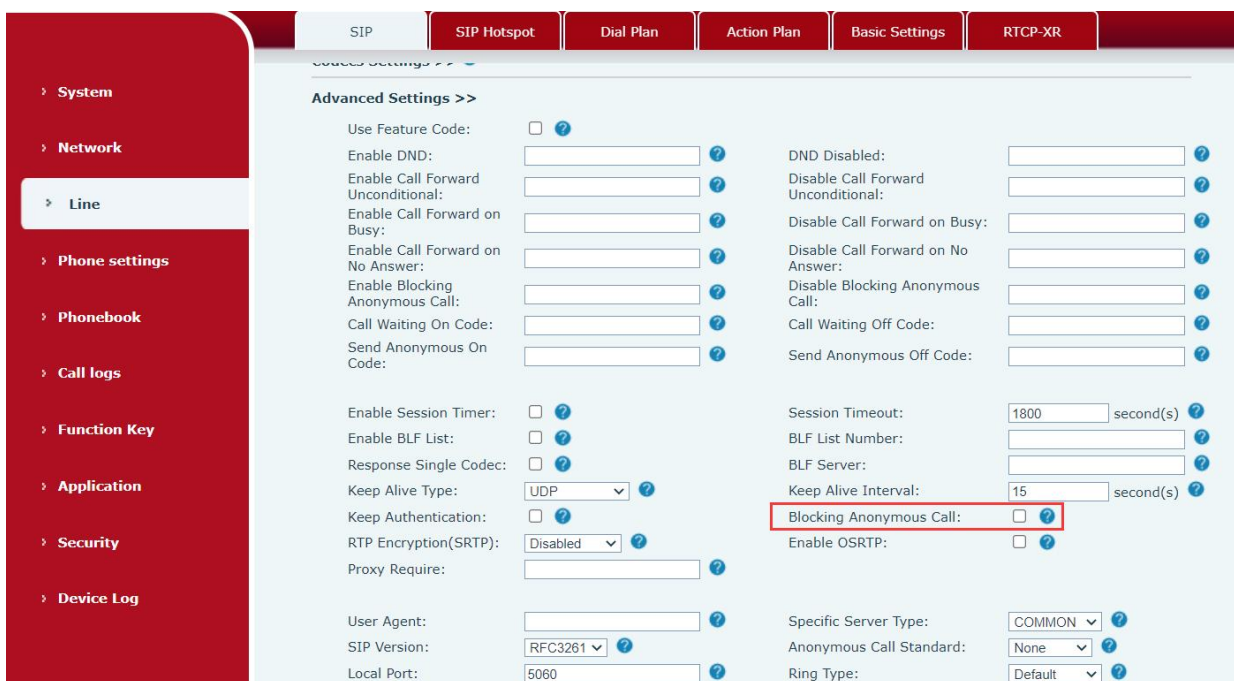 SIP
SIP Hotspot
Dial Plan
Action Plan
Basic Settings
RTCP-XR
System
Network
Line
Phone settings
Phonebook
Call logs
Function Key
Application
Security
Device Log
Codecs Settings >>
Advanced Settings >>
Use Feature Code:
Enable DND:
DND Disabled:
Enable Call Forward
Unconditional:
Disable Call Forward
Unconditional:
Enable Call Forward on
Busy:
Disable Call Forward on Busy:
Enable Call Forward on
No Answer:
Disable Call Forward on No
Answer:
Enable Blocking
Anonymous Call:
Disable Blocking Anonymous
Call:
Call Waiting On Code:
Call Waiting Off Code:
Send Anonymous On
Code:
Send Anonymous Off Code:
Enable Session Timer:
Session Timeout: 1800 second(s)
Enable BLF List:
BLF List Number:
Response Single Codec:
BLF Server:
Keep Alive Type: UDP
Keep Alive Interval: 15 second(s)
Keep Authentication:
Blocking Anonymous Call:
RTP Encryption(SRTP): Disabled
Enable OSRTP:
Proxy Require:
User Agent:
Specific Server Type: COMMON
SIP Version: RFC3261
Anonymous Call Standard: None
Local Port: 5060
Ring Type: Default